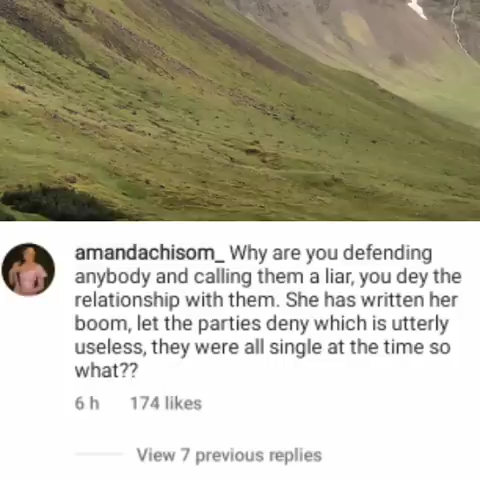 amandachisom_ Why are you defending
anybody and calling them a liar, you dey the
relationship with them. She has written her
boom, let the parties deny which is utterly
useless, they were all single at the time so
what??
6 h 174 likes
View 7 previous replies